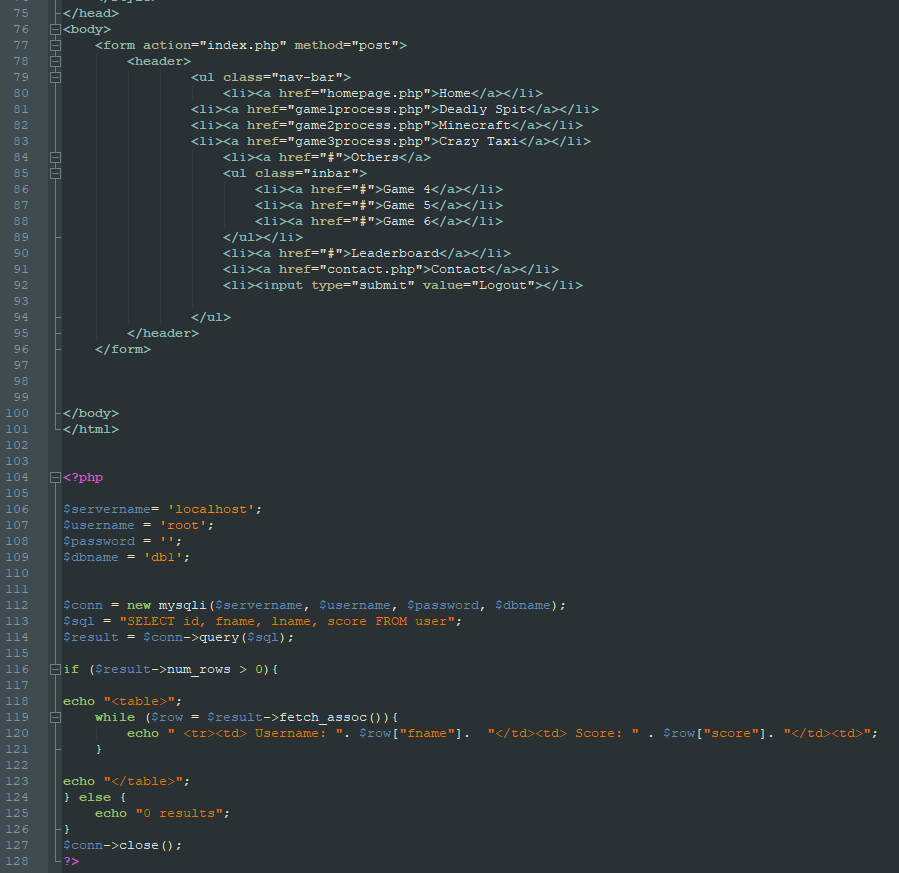 75 </head>
76 <body>
77 <form action="index.php" method="post">
78 <header>
79 <ul class="nav-bar">
80 <li><a href="homepage.php">Home</a></li>
81 <li><a href="game1process.php">Deadly Spit</a></li>
82 <li><a href="game2process.php">Minecraft</a></li>
83 <li><a href="game3process.php">Crazy Taxi</a></li>
84 <li><a href="#">Others</a>
85 <ul class="inbar">
86 <li><a href="#">Game 4</a></li>
87 <li><a href="#">Game 5</a></li>
88 <li><a href="#">Game 6</a></li>
89 </ul></li>
90 <li><a href="#">Leaderboard</a></li>
91 <li><a href="contact.php">Contact</a></li>
92 <li><input type="submit" value="Logout"></li>
93
94 </ul>
95 </header>
96 </form>
97
98
99
100 </body>
101 </html>
102
103
104 <?php
105
106 $servername= 'localhost';
107 $username = 'root';
108 $password = '';
109 $dbname = 'db1';
110
111
112 $conn = new mysqli($servername, $username, $password, $dbname);
113 $sql = "SELECT id, fname, lname, score FROM user";
114 $result = $conn->query($sql);
115
116 if ($result->num_rows > 0){
117
118 echo "<table>";
119 while ($row = $result->fetch_assoc()){
120 echo " <tr><td> Username: ". $row["fname"].  "</td><td> Score: " . $row["score"]. "</td><td>";
121 }
122
123 echo "</table>";
124 } else {
125 echo "0 results";
126 }
127 $conn->close();
128 ?>